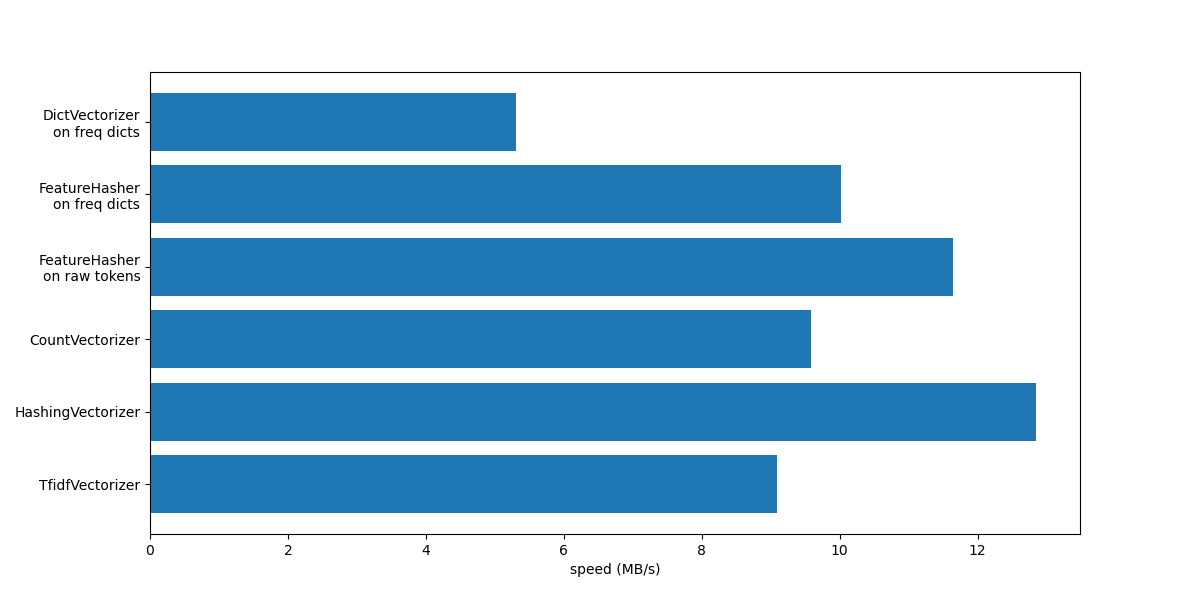 DictVectorizer
on freq dicts
FeatureHasher
on freq dicts
FeatureHasher
on raw tokens
CountVectorizer
HashingVectorizer
TfidfVectorizer
0 2 4 6 8 10 12
speed (MB/s)